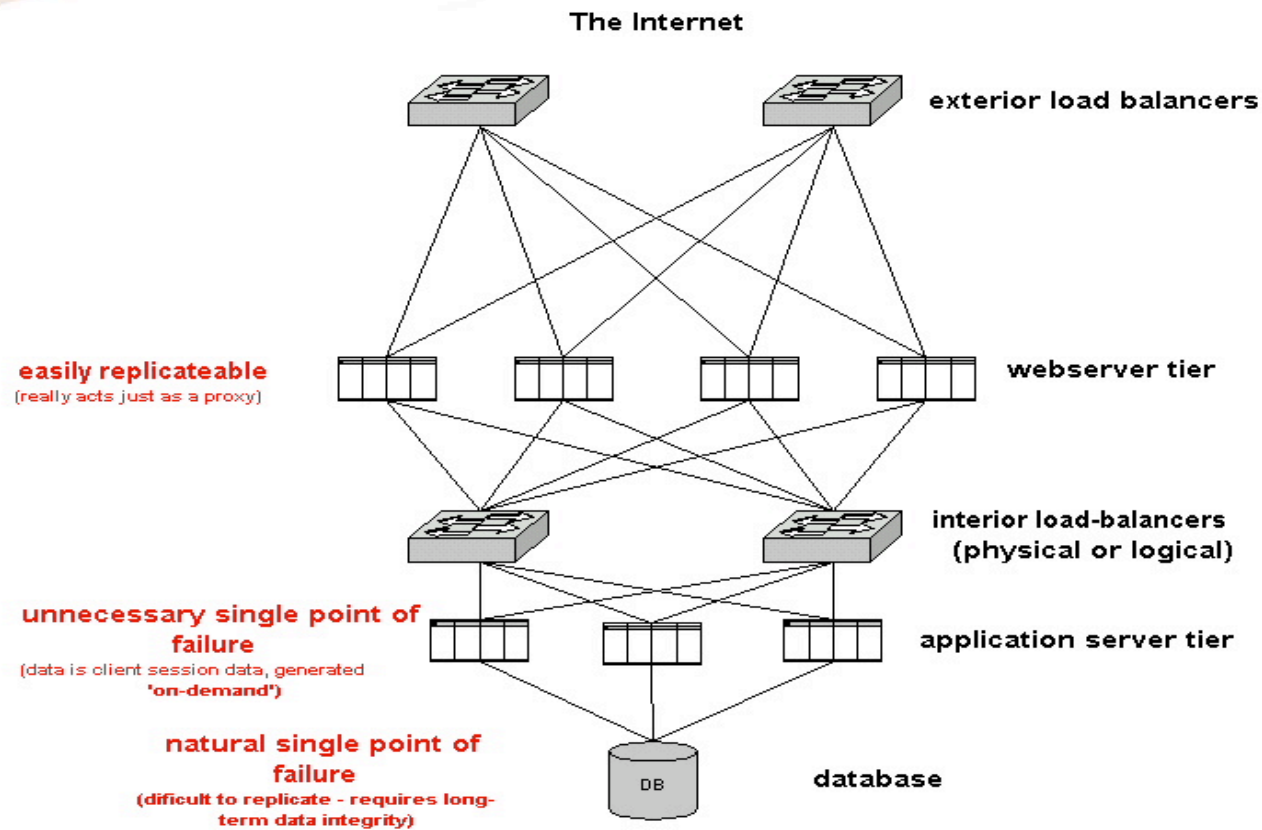 The Internet
exterior load balancers
easily replicateable
(really acts just as a proxy)
webserver tier
interior load-balancers
(physical or logical)
unnecessary single point of
failure
(data is client session data, generated
'on-demand')
application server tier
natural single point of
failure
(dificult to replicate - requires long-
term data integrity)
DB
database